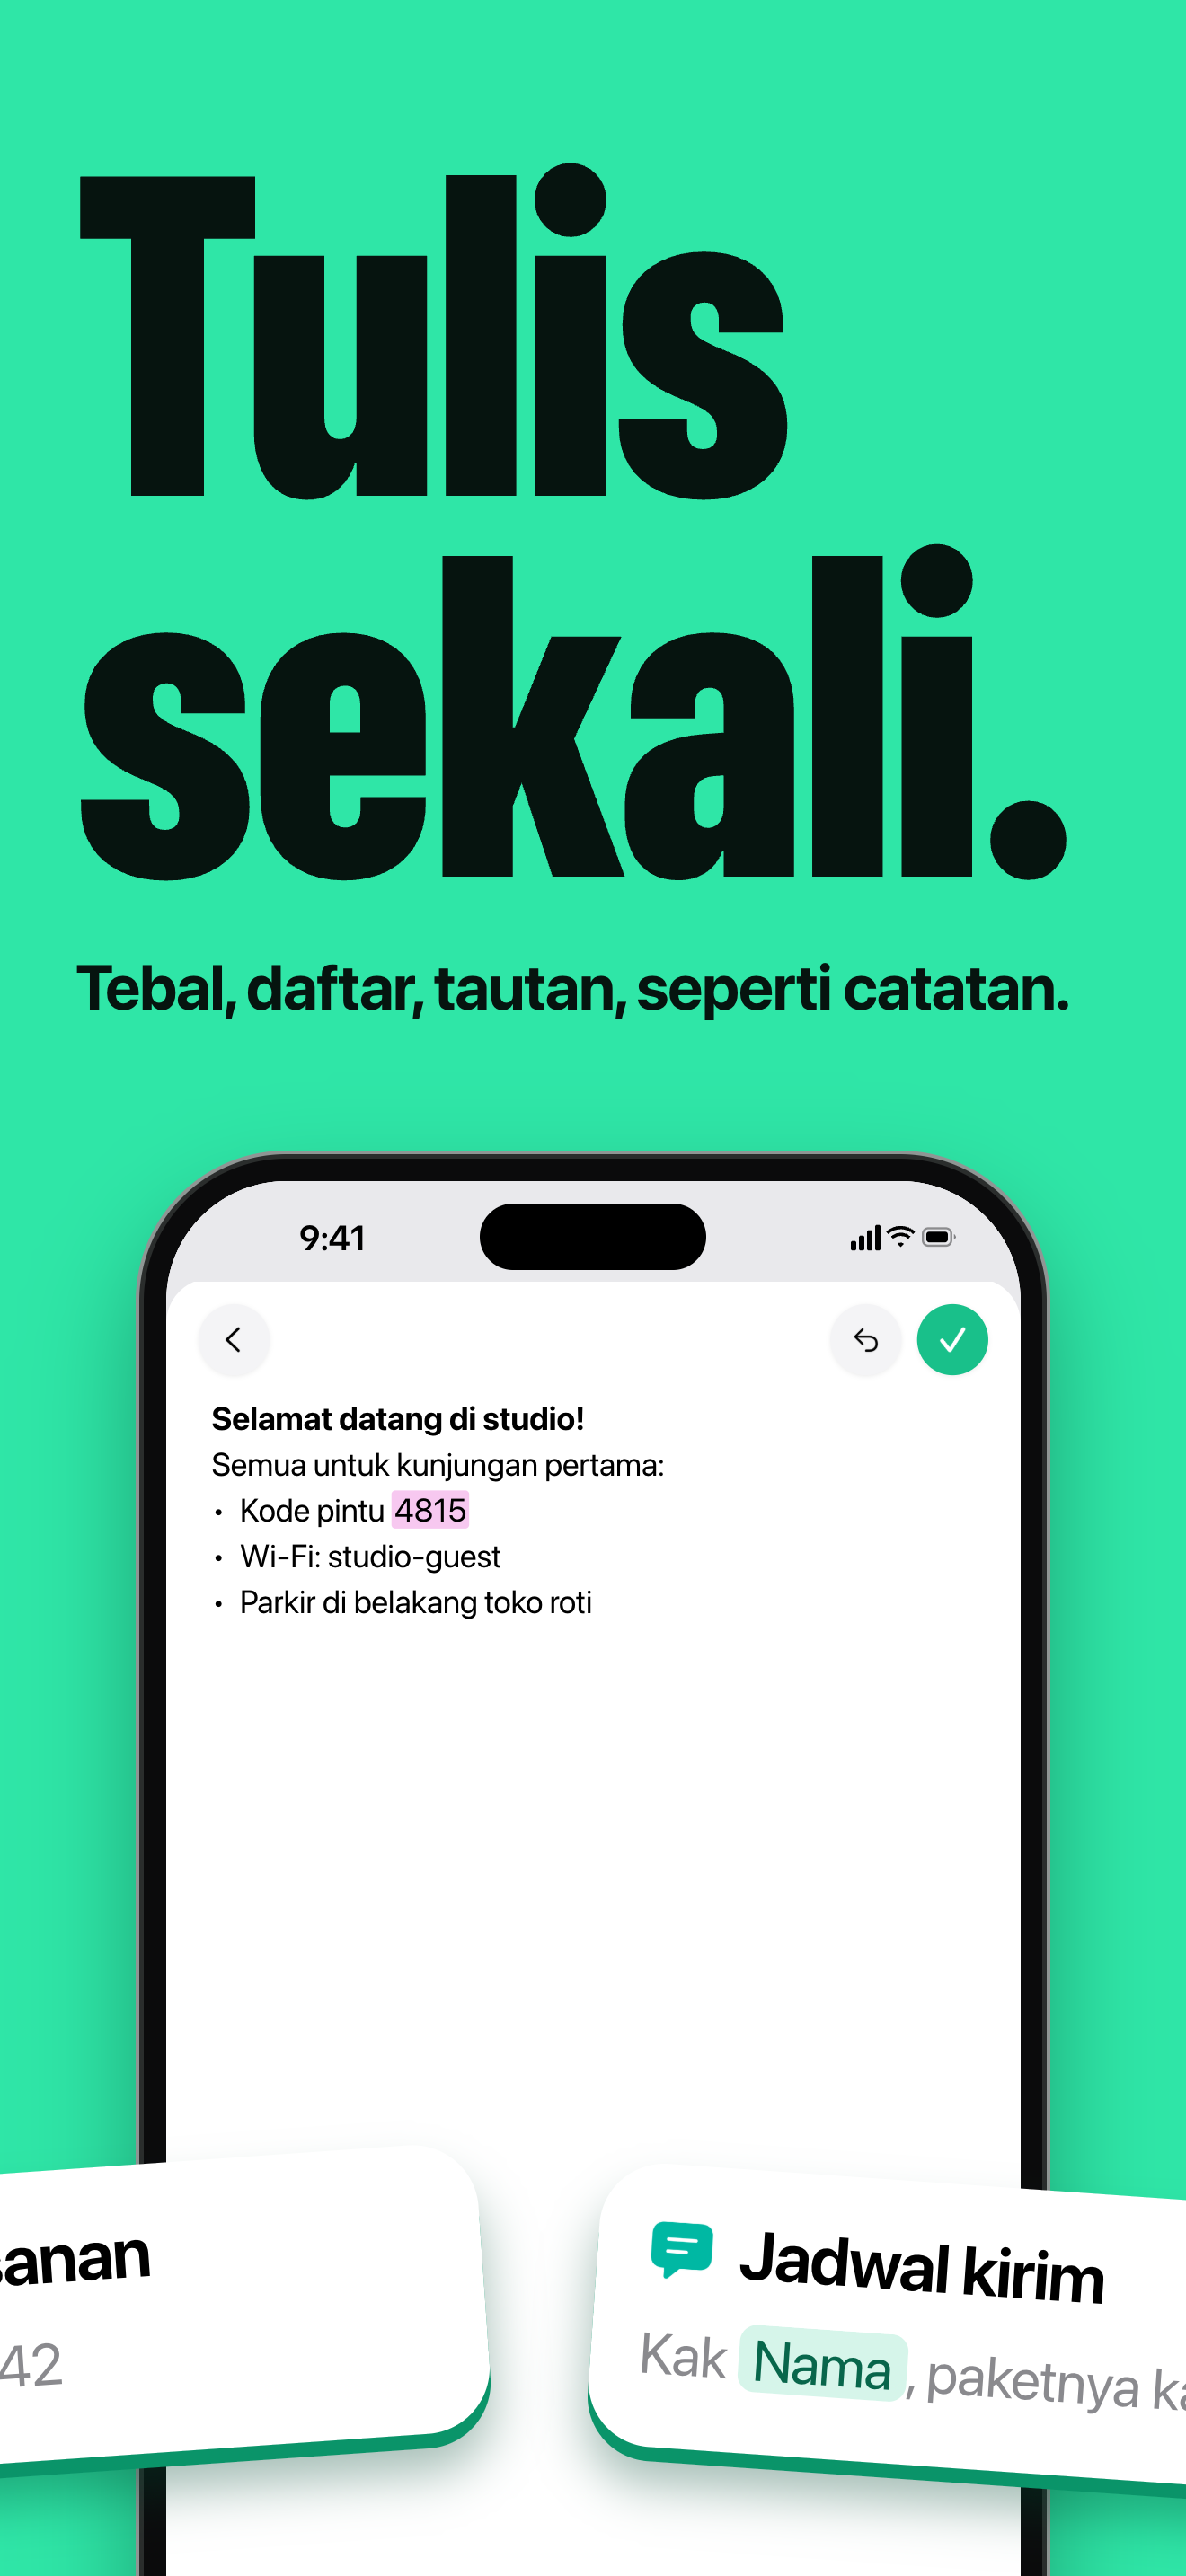 Tulis
sekali.
Tebal, daftar, tautan, seperti catatan.
9:41
Selamat datang di studio!
Semua untuk kunjungan pertama:
• Kode pintu 4815
• Wi-Fi: studio-guest
• Parkir di belakang toko roti
sanan
42
Jadwal kirim
Kak Nama, paketnya ka